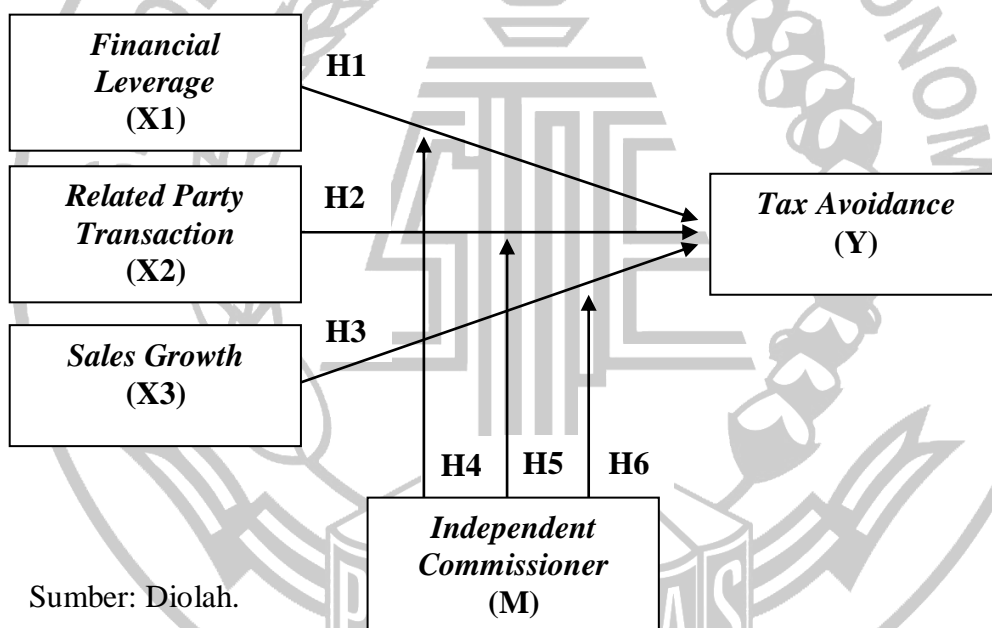 Financial
Leverage
(X1)
H1
Related Party
Transaction
(X2)
H2
Tax Avoidance
(Y)
Sales Growth
(X3)
H3
H4 H5 H6
Independent
Commissioner
(M)
Sumber: Diolah.